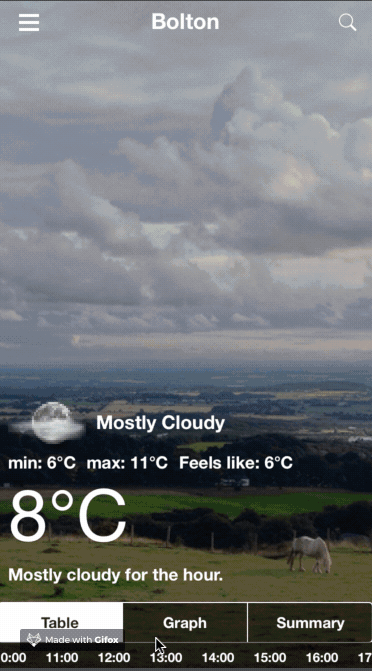 Bolton
Mostly Cloudy
min: 6°C max: 11°C Feels like: 6°C
8°C
Mostly cloudy for the hour.
Table Graph Summary
Made with Gifox
0:00 11:00 12:00 13:00 14:00 15:00 16:00 17